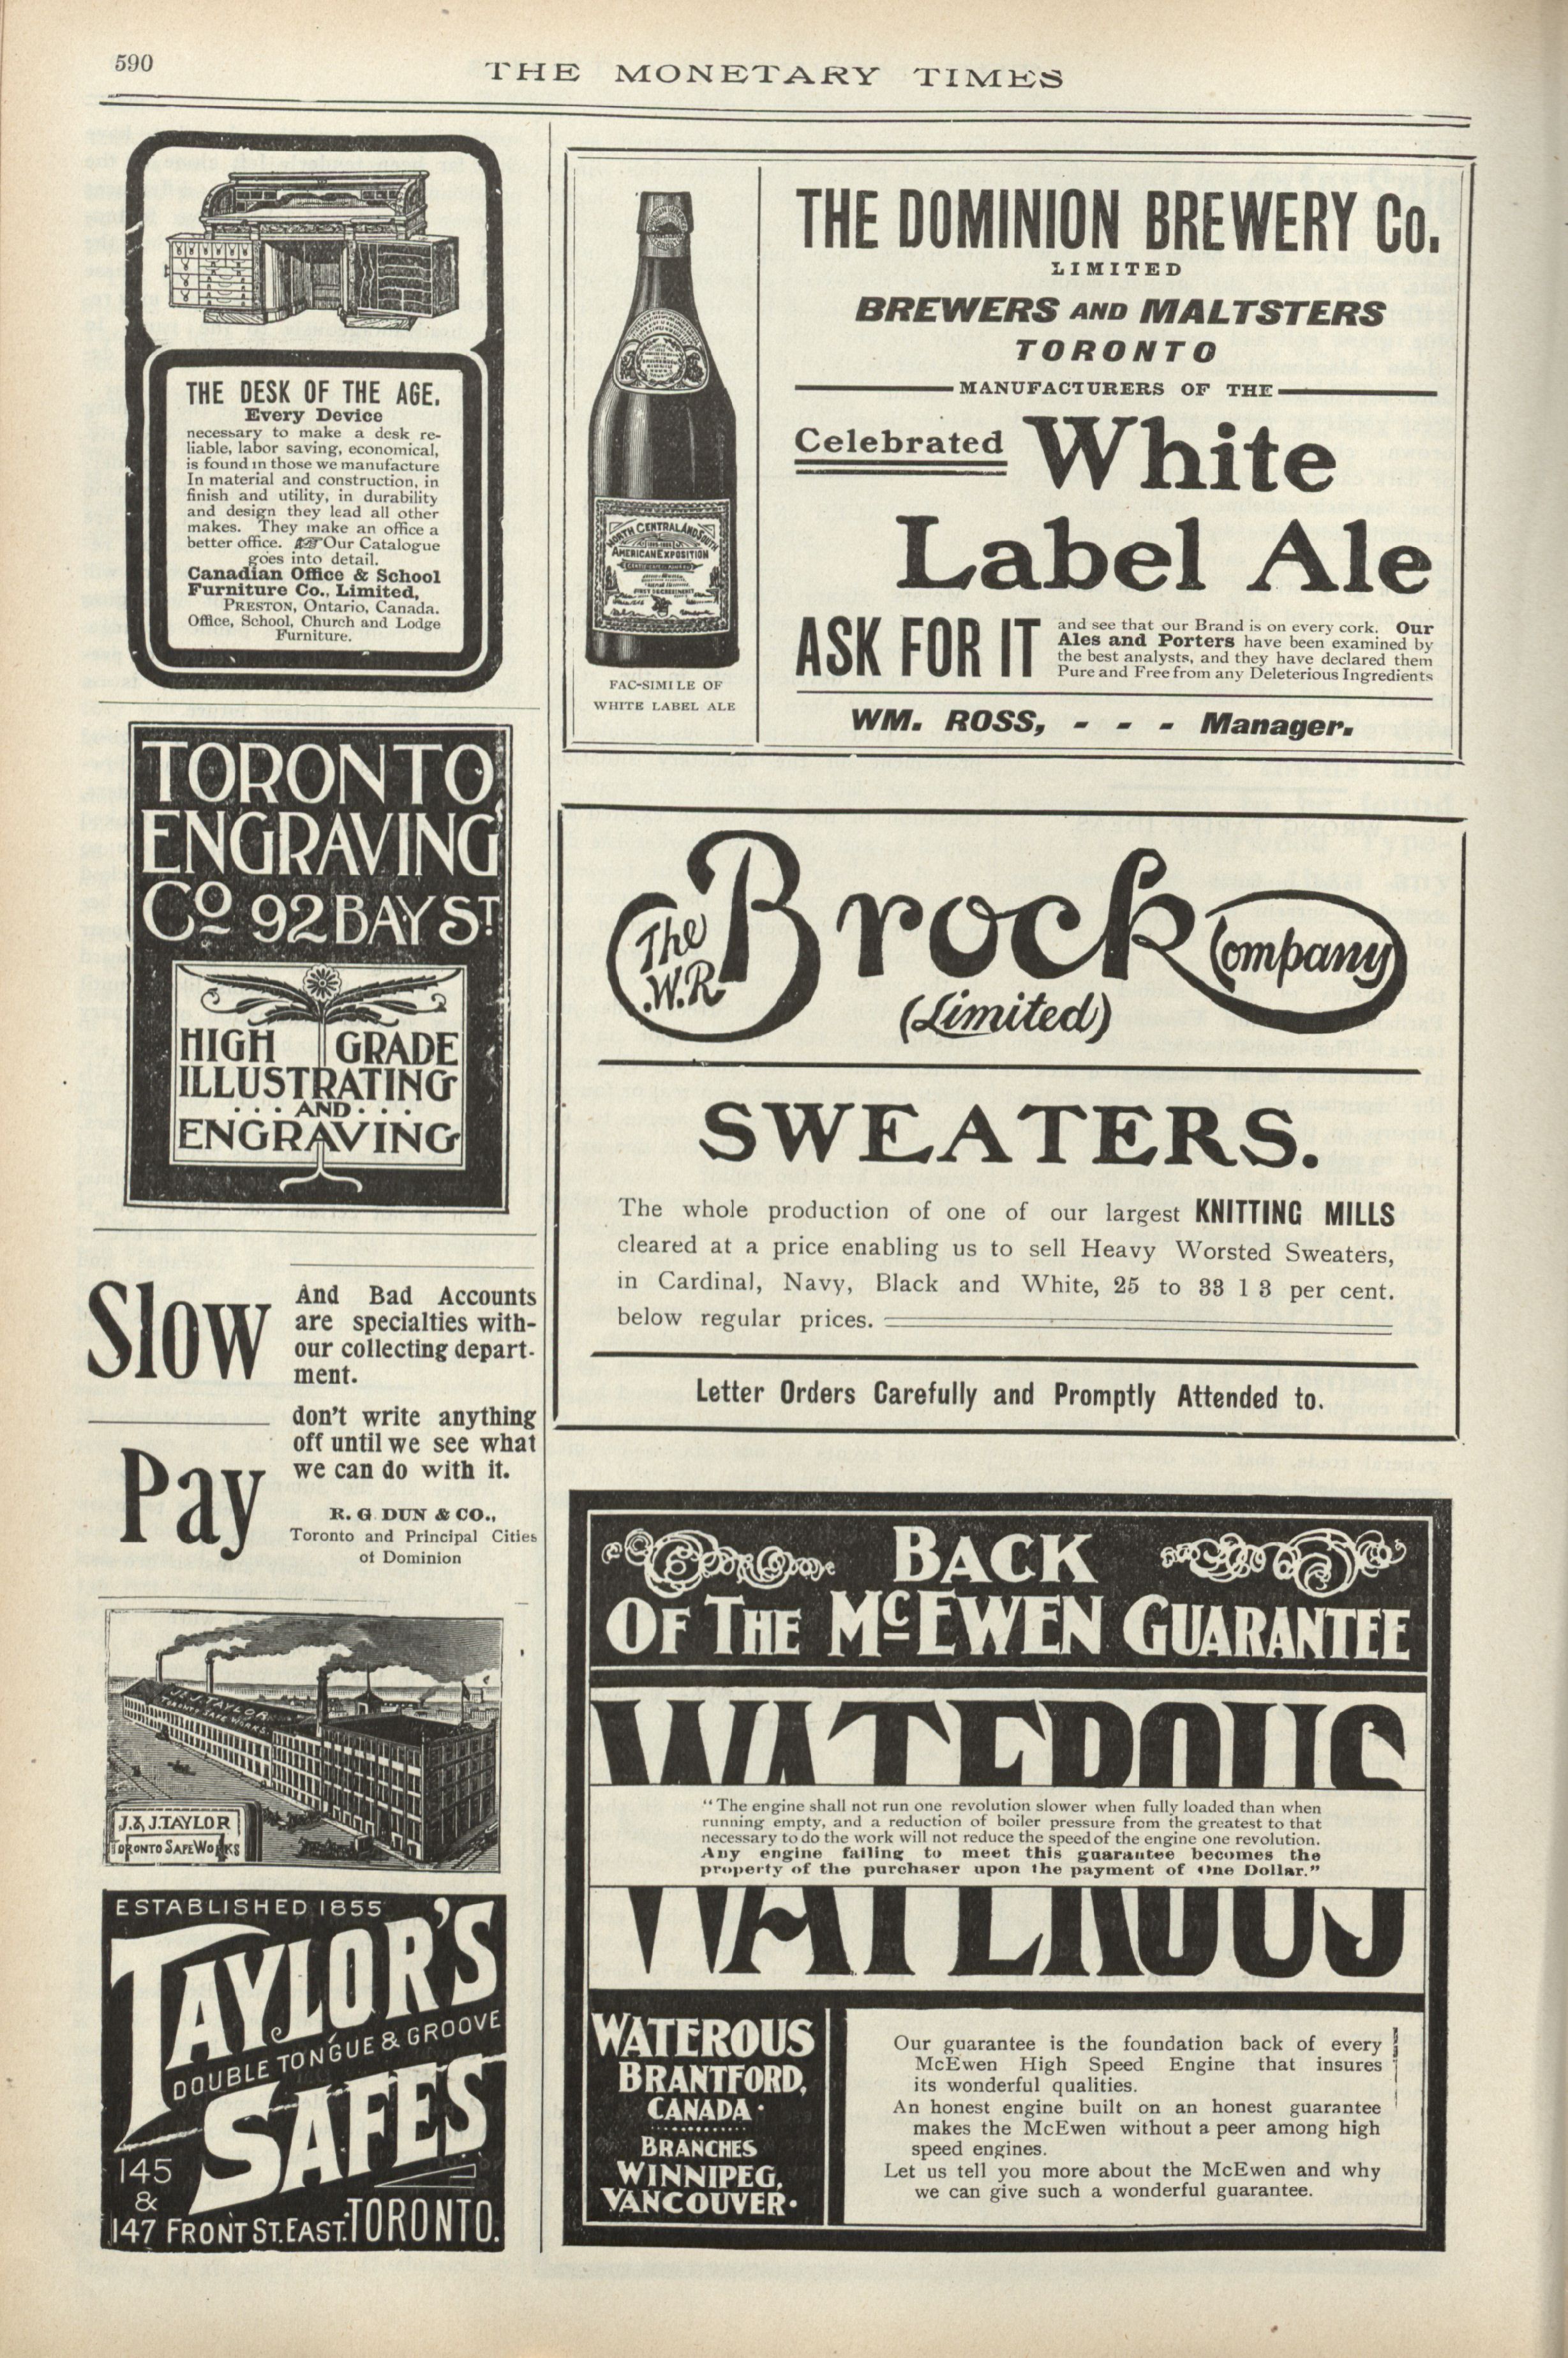 590
THE MONETARY TIMES
THE DESK OF THE AGE.
Every Device
necessary to make a desk re-
liable, labor saving, economical,
is found in those we manufacture
In material and construction, in
finish and utility, in durability
and design they lead all other
makes. They make an office a
better office. Our Catalogue
goes into detail.
Canadian Office & School
Furniture Co., Limited,
PRESTON, Ontario, Canada.
Office, School, Church and Lodge
Furniture.
TORONTO
ENGRAVING
Co 92 BAY ST.
HIGH GRADE
ILLUSTRATING
. . . AND . . .
ENGRAVING
Slow
And Bad Accounts
are specialties with-
our collecting depart-
ment.
Pay
don't write anything
off until we see what
we can do with it.
R. G. DUN & CO.,
Toronto and Principal Cities
of Dominion
J. & J. TAYLOR
TORONTO SAFE WORKS
J. & J. TAYLOR
TORONTO SAFE WORKS
ESTABLISHED 1855
TAYLOR'S
DOUBLE TONGUE & GROOVE
SAFES
145
&
147 FRONT ST. EAST. TORONTO.
NORTH CENTRAL AND SOUTH
AMERICAN EXPOSITION
FAC-SIMILE OF
WHITE LABEL ALE
THE DOMINION BREWERY Co.
LIMITED
BREWERS AND MALTSTERS
TORONTO
MANUFACTURERS OF THE
Celebrated White
Label Ale
ASK FOR IT
and see that our Brand is on every cork. Our
Ales and Porters have been examined by
the best analysts, and they have declared them
Pure and Free from any Deleterious Ingredients
WM. ROSS, - - - Manager.
The W.R. Brock Company
(Limited)
SWEATERS.
The whole production of one of our largest KNITTING MILLS
cleared at a price enabling us to sell Heavy Worsted Sweaters,
in Cardinal, Navy, Black and White, 25 to 33 1 3 per cent.
below regular prices.
Letter Orders Carefully and Promptly Attended to.
BACK
OF THE McEWEN GUARANTEE
WATEROUS
"The engine shall not run one revolution slower when fully loaded than when
running empty, and a reduction of boiler pressure from the greatest to that
necessary to do the work will not reduce the speed of the engine one revolution.
Any engine failing to meet this guarantee becomes the
property of the purchaser upon the payment of One Dollar."
WATEROUS
BRANTFORD,
CANADA.
BRANCHES
WINNIPEG,
VANCOUVER.
Our guarantee is the foundation back of every
McEwen High Speed Engine that insures
its wonderful qualities.
An honest engine built on an honest guarantee
makes the McEwen without a peer among high
speed engines.
Let us tell you more about the McEwen and why
we can give such a wonderful guarantee.